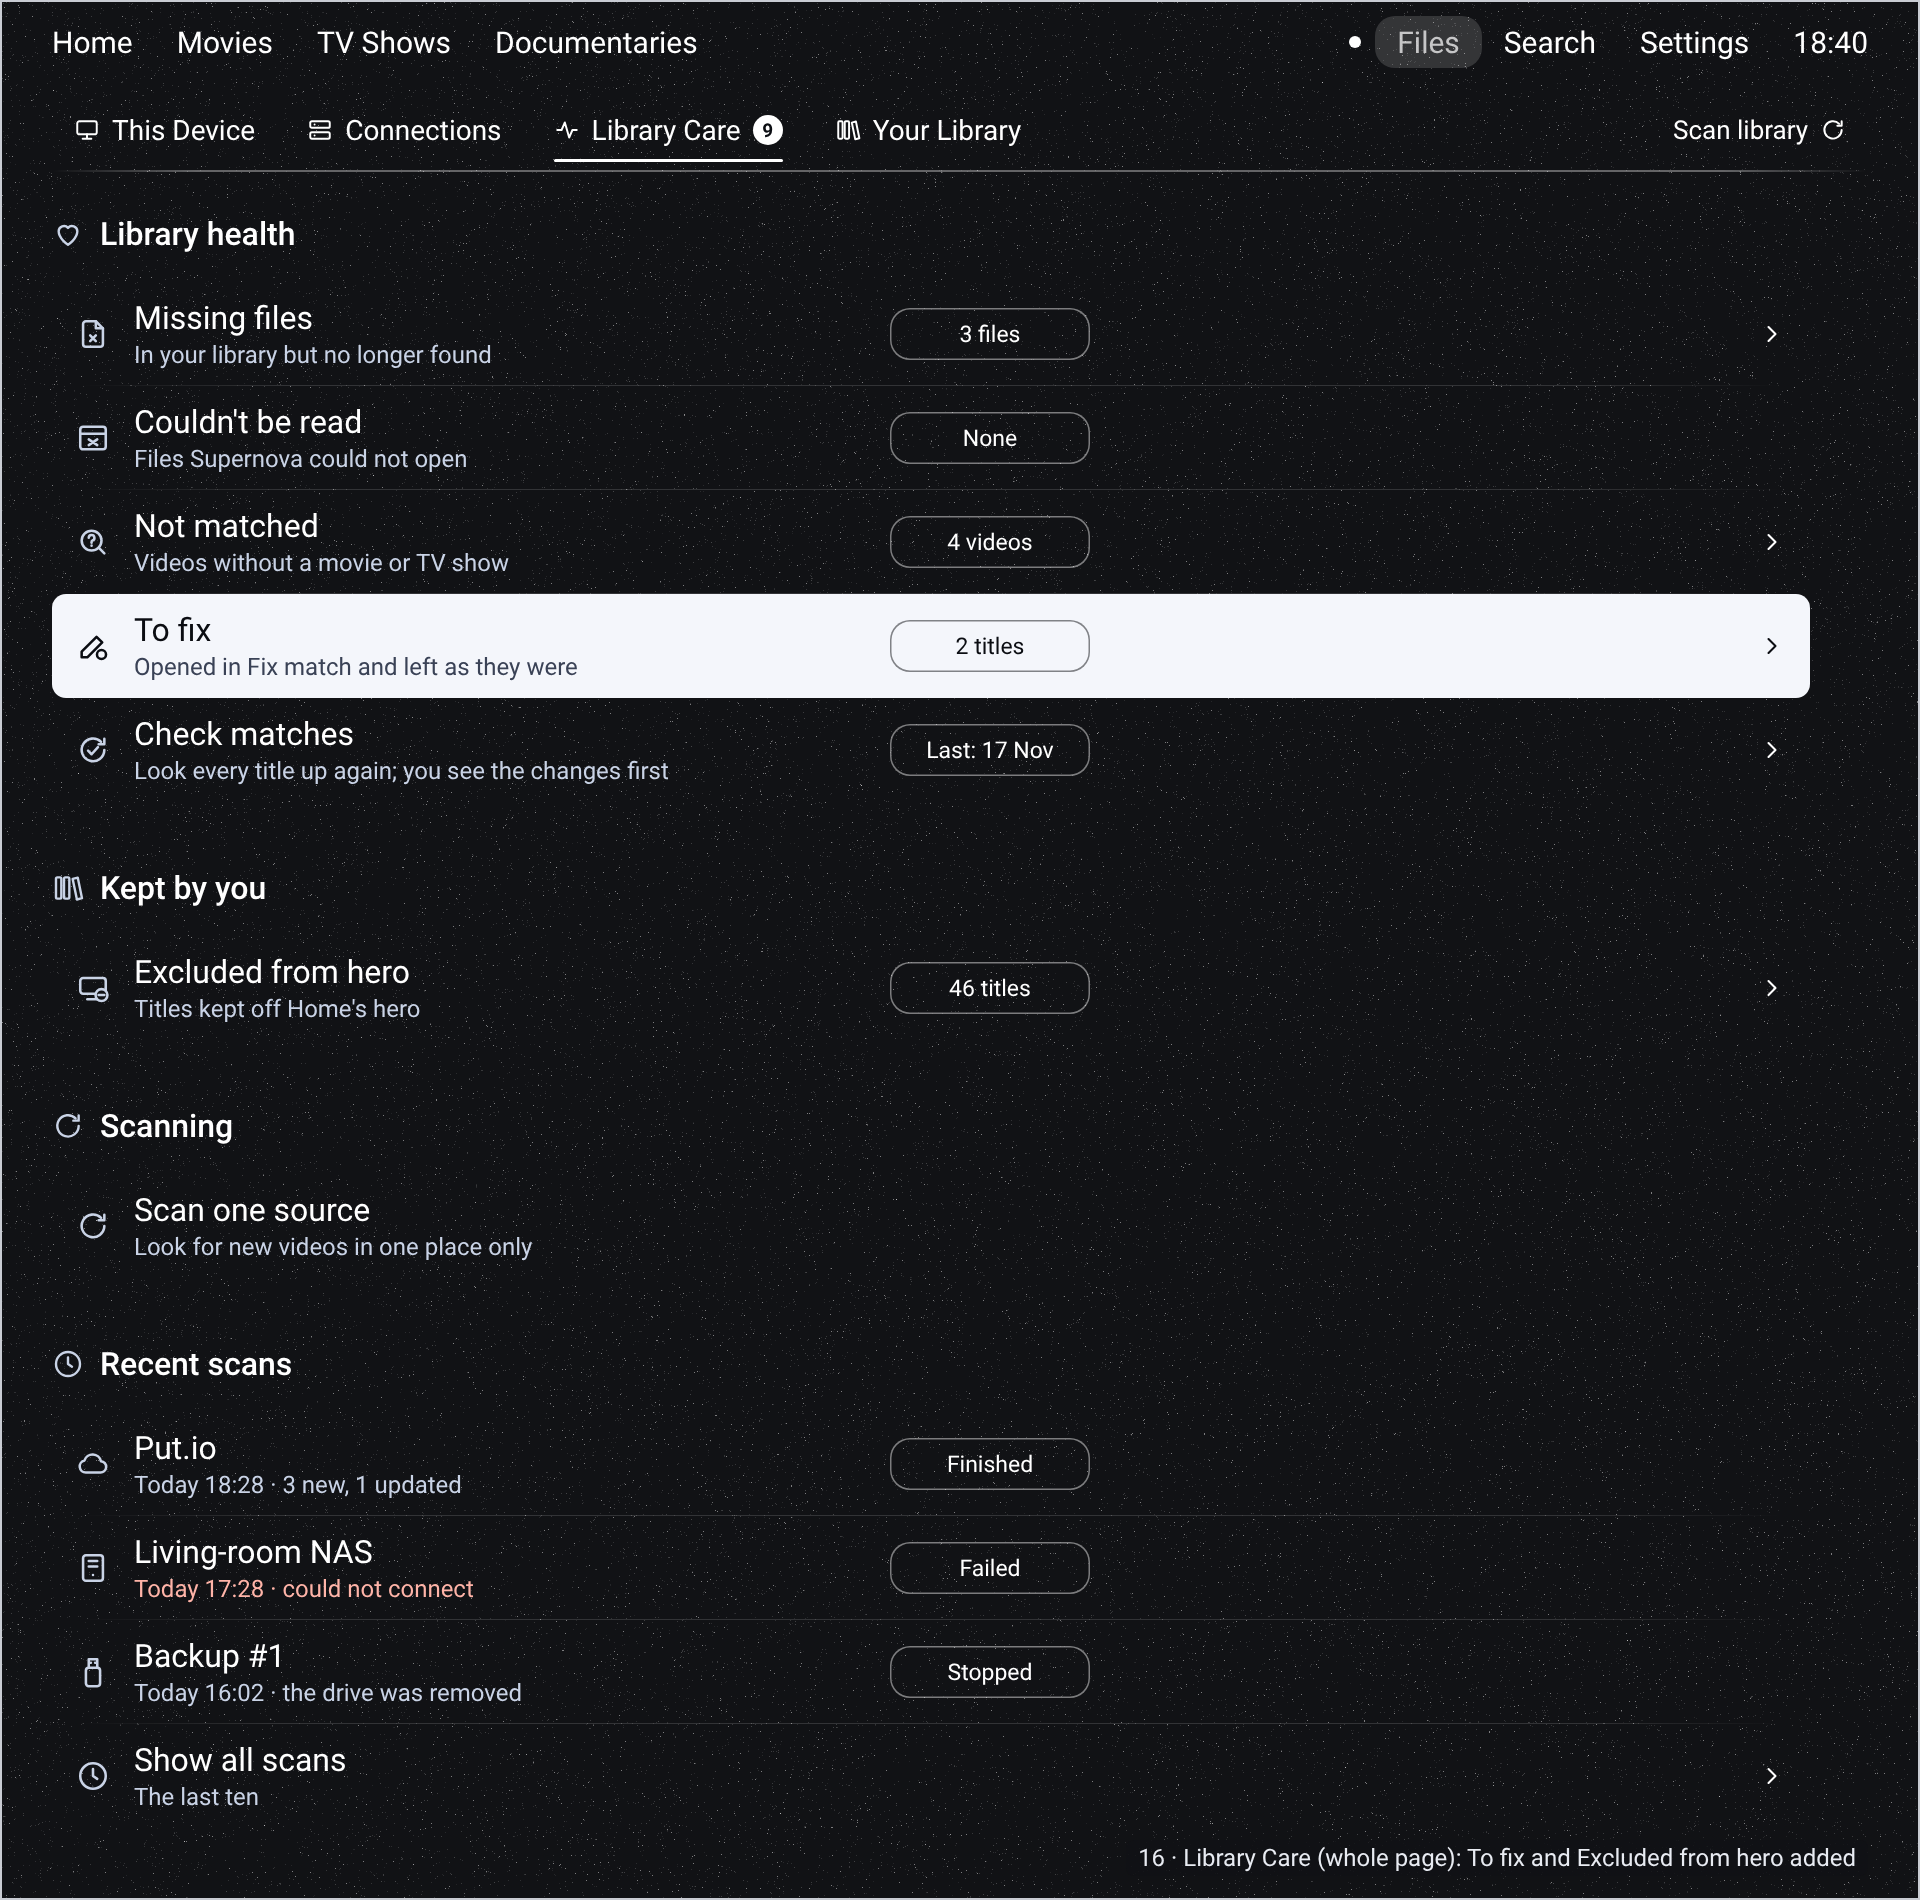 Home Movies TV Shows Documentaries Files Search Settings 18:40
This Device Connections Library Care 9 Your Library Scan library
Library health
Missing files
In your library but no longer found
3 files
Couldn't be read
Files Supernova could not open
None
Not matched
Videos without a movie or TV show
4 videos
To fix
Opened in Fix match and left as they were
2 titles
Check matches
Look every title up again; you see the changes first
Last: 17 Nov
Kept by you
Excluded from hero
Titles kept off Home's hero
46 titles
Scanning
Scan one source
Look for new videos in one place only
Recent scans
Put.io
Today 18:28 · 3 new, 1 updated
Finished
Living-room NAS
Today 17:28 · could not connect
Failed
Backup #1
Today 16:02 · the drive was removed
Stopped
Show all scans
The last ten
16 · Library Care (whole page): To fix and Excluded from hero added